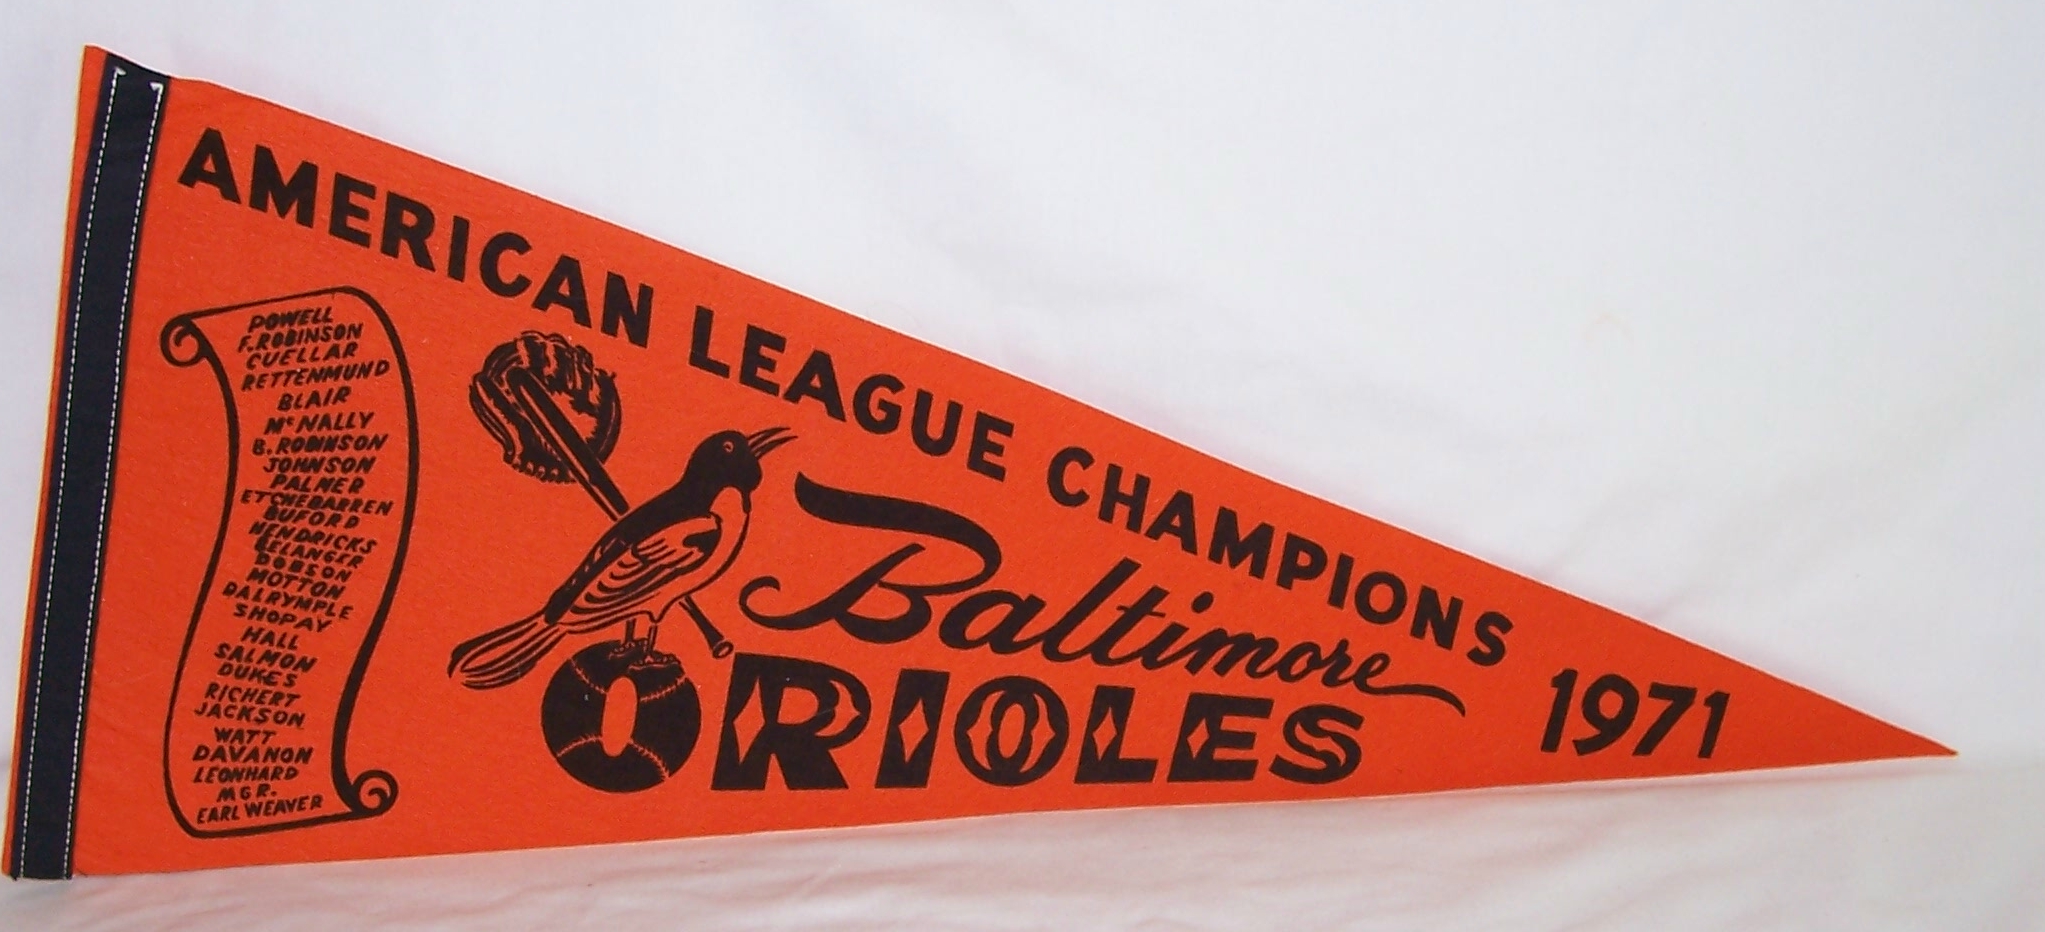 AMERICAN LEAGUE CHAMPIONS 1971
POWELL
F. ROBINSON
CUELLAR
RETTENMUND
BLAIR
McNALLY
B. ROBINSON
JOHNSON
PALMER
ETCHEBARREN
BUFORD
HENDRICKS
BELANGER
DOBSON
MOTTON
DALRYMPLE
SHOPAY
HALL
SALMON
DUKES
RICHERT
JACKSON
WATT
DAVANON
LEONHARD
MGR.
EARL WEAVER
Baltimore
ORIOLES